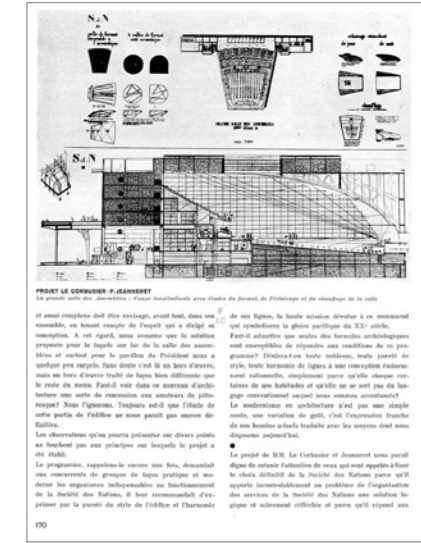 S.d.N
salle de format
S.d.N
GRANDE SALLE DES ASSEMBLEES
PROJET LE CORBUSIER-P.JEANNERET
La grande salle des Assemblées - Coupe longitudinale avec études du format, de l'éclairage et du chauffage de la salle
et aussi complexe doit être envisagé, avant tout, dans son
ensemble, en tenant compte de l'esprit qui a dirigé sa
conception. A cet égard, nous avouons que la solution
proposée pour la façade sur lac de la salle des assem-
blées et surtout pour le pavillon du Président nous a
quelque peu surpris. Sans doute c'est là un hors d'œuvre,
mais un hors d'œuvre traité de façon bien différente que
le reste du menu. Faut-il voir dans ce morceau d'archi-
tecture une sorte de concession aux amateurs de pitto-
resque? Nous l'ignorons. Toujours est-il que l'étude de
cette partie de l'édifice ne nous paraît pas encore dé-
finitive.
Les observations qu'on pourra présenter sur divers points
ne touchent pas aux principes sur lesquels le projet a
été établi.
Le programme, rappelons-le encore une fois, demandait
aux concurrents de grouper de façon pratique et mo-
derne les organismes indispensables au fonctionnement
de la Société des Nations, il leur recommandait d'ex-
primer par la pureté du style de l'édifice et l'harmonie
de ses lignes, la haute mission dévolue à ce monument
qui symbolisera la gloire pacifique du XXe siècle.
Faut-il admettre que seules des formules archéologiques
sont susceptibles de répondre aux conditions de ce pro-
gramme? Déniera-t-on toute noblesse, toute pureté de
style, toute harmonie de lignes à une conception éminem-
ment rationnelle, simplement parce qu'elle choque cer-
taines de nos habitudes et qu'elle ne se sert pas du lan-
gage conventionnel auquel nous sommes accoutumés?
Le modernisme en architecture n'est pas une simple
mode, une variation de goût, c'est l'expression franche
de nos besoins actuels traduite avec les moyens dont nous
disposons aujourd'hui.
Le projet de MM. Le Corbusier et Jeanneret nous paraît
digne de retenir l'attention de ceux qui sont appelés à fixer
le choix définitif de la Société des Nations parce qu'il
apporte incontestablement au problème de l'organisation
des services de la Société des Nations une solution lo-
gique et mûrement réfléchie et parce qu'il répond aux
170